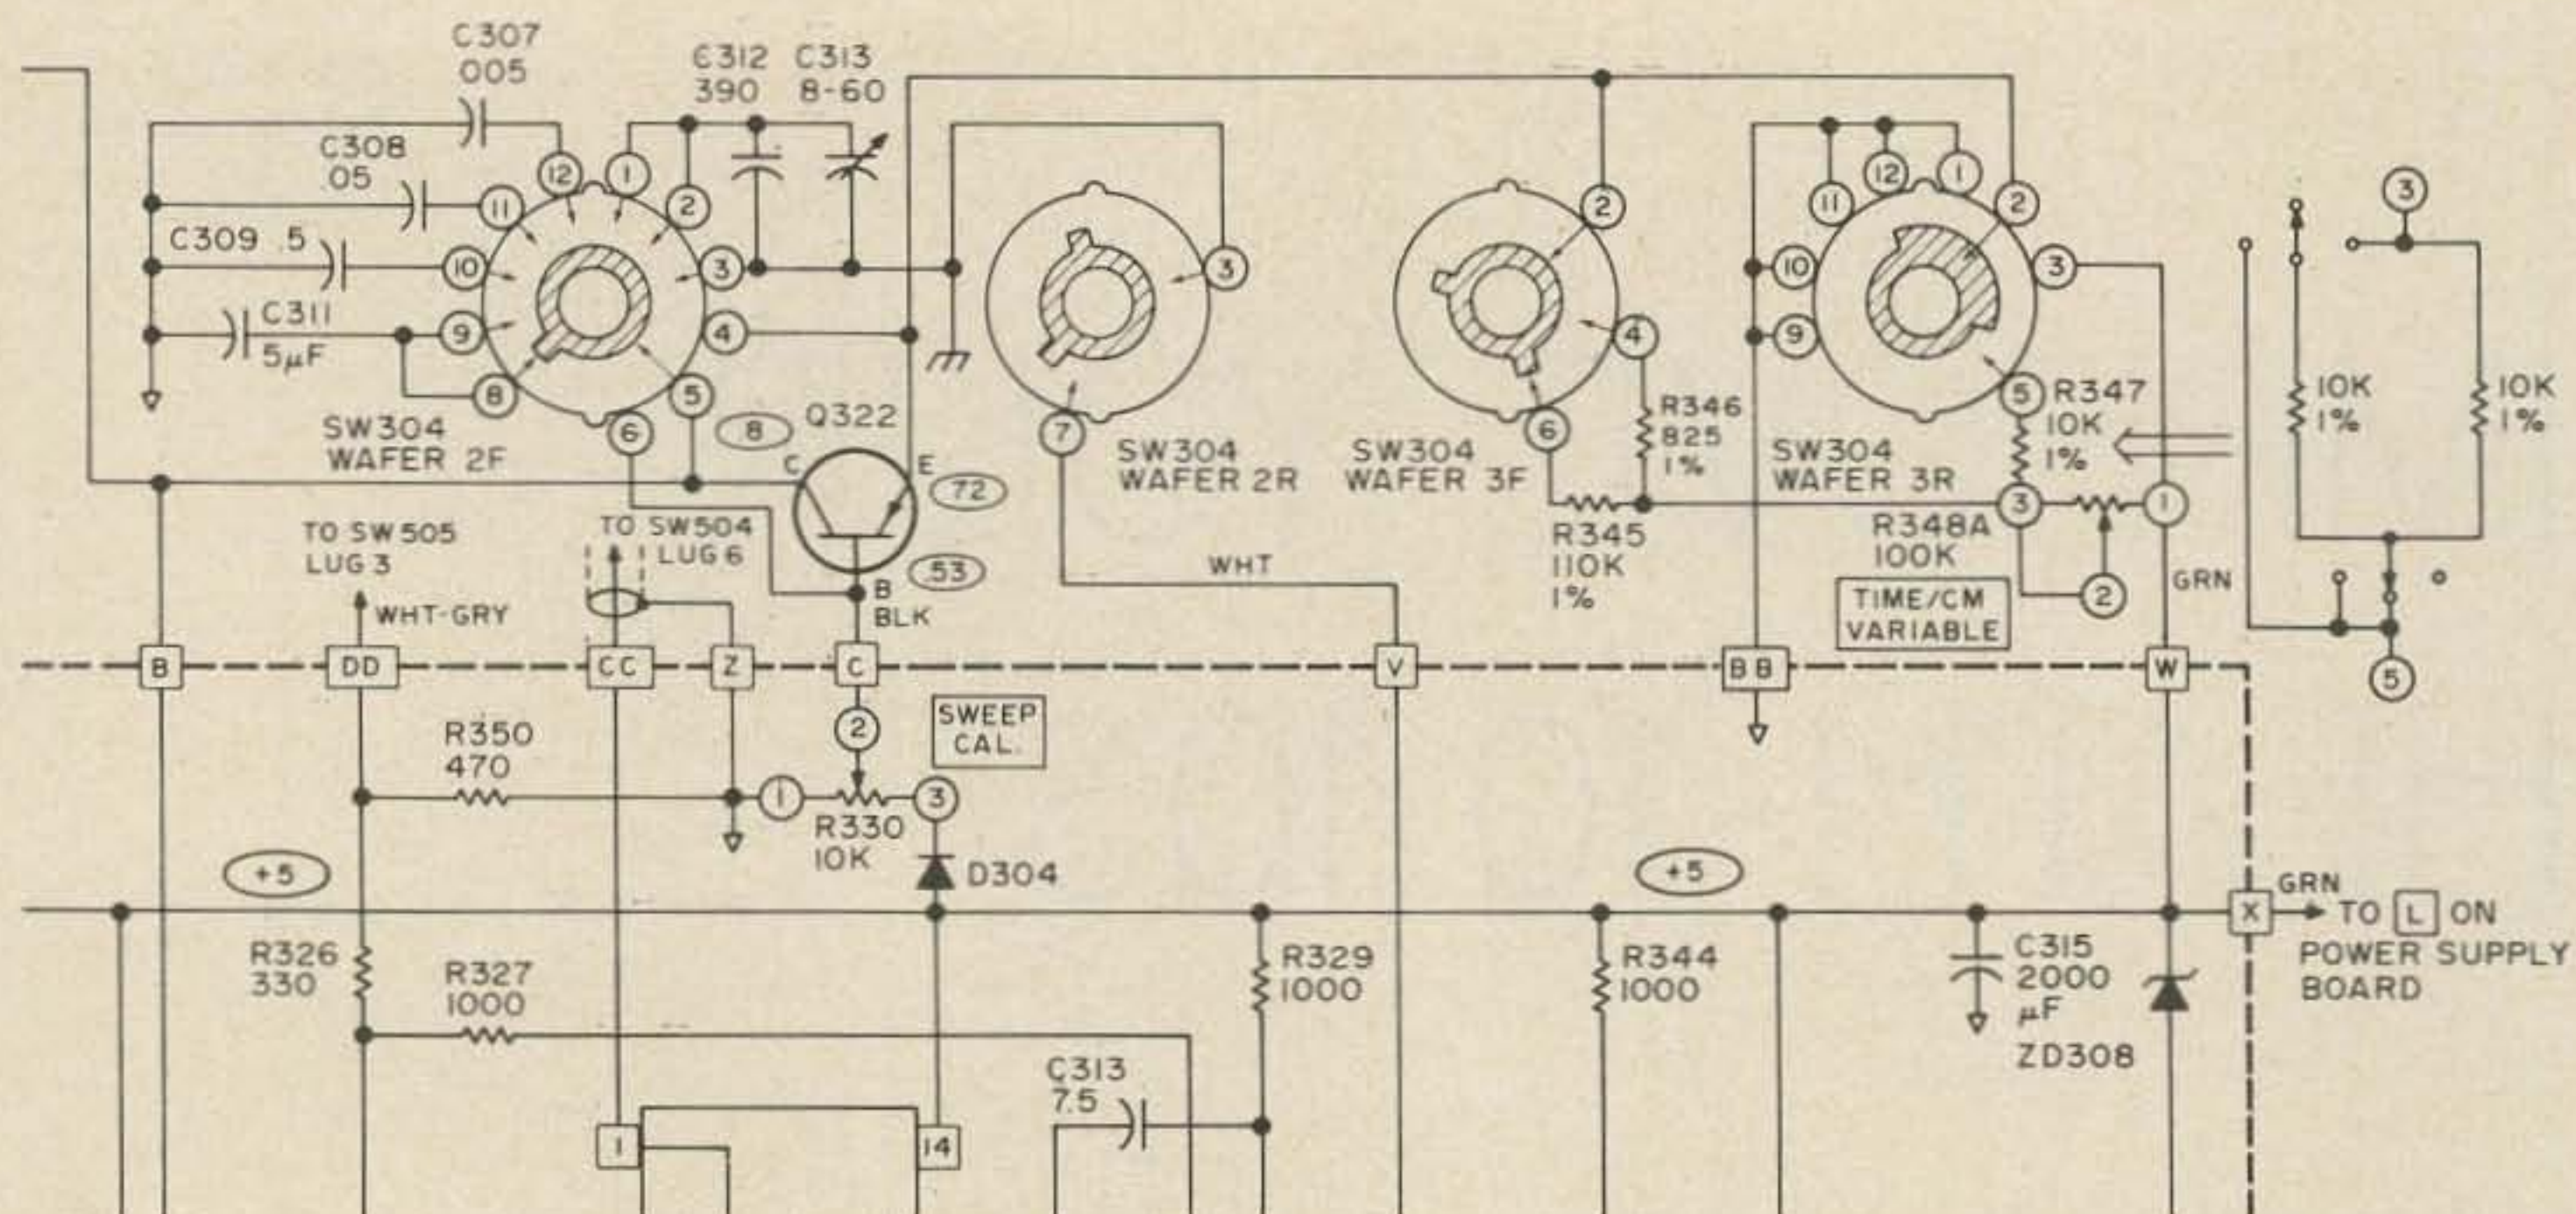 C307
005
C308
.05
C309 .5
C311
5µF
C312
390
C313
8-60
12
1
11
2
10
3
9
4
8
5
6
SW304
WAFER 2F
3
7
SW304
WAFER 2R
2
4
6
SW304
WAFER 3F
12
1
11
2
10
3
9
5
SW304
WAFER 3R
R346
825
1%
R347
10K
1%
3
10K
1%
10K
1%
5
8
Q322
C
E
72
.53
B
BLK
TO SW505
LUG 3
WHT-GRY
TO SW504
LUG 6
WHT
R345
110K
1%
3
1
2
R348A
100K
TIME/CM
VARIABLE
GRN
B
DD
CC
Z
C
V
BB
W
R350
470
2
SWEEP
CAL.
1
3
R330
10K
D304
+5
+5
GRN
X
TO L ON
POWER SUPPLY
BOARD
R326
330
R327
1000
R329
1000
R344
1000
C315
2000
µF
ZD308
C313
7.5
1
14